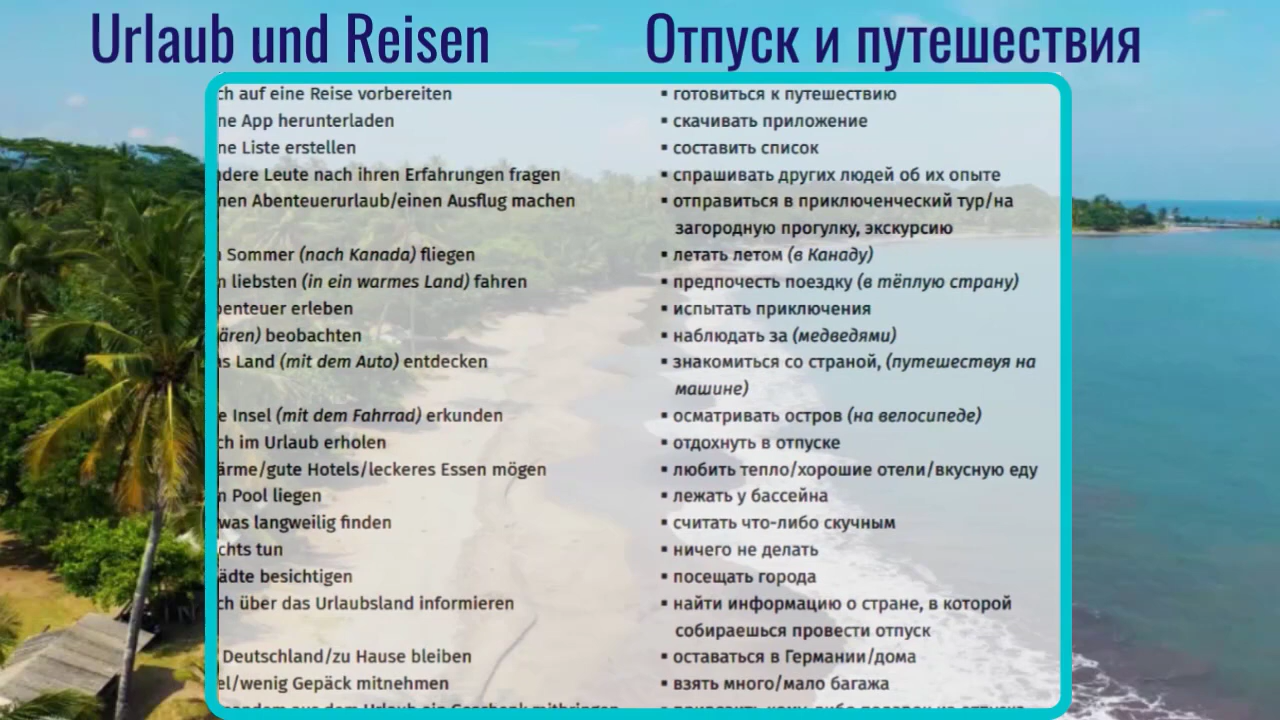 Urlaub und Reisen Отпуск и путешествия
ch auf eine Reise vorbereiten ▪ готовиться к путешествию
ne App herunterladen ▪ скачивать приложение
ne Liste erstellen ▪ составить список
ndere Leute nach ihren Erfahrungen fragen ▪ спрашивать других людей об их опыте
nen Abenteuerurlaub/einen Ausflug machen ▪ отправиться в приключенческий тур/на
загородную прогулку, экскурсию
Sommer (nach Kanada) fliegen ▪ летать летом (в Канаду)
n liebsten (in ein warmes Land) fahren ▪ предпочесть поездку (в тёплую страну)
benteuer erleben ▪ испытать приключения
ären) beobachten ▪ наблюдать за (медведями)
as Land (mit dem Auto) entdecken ▪ знакомиться со страной, (путешествуя на
машине)
e Insel (mit dem Fahrrad) erkunden ▪ осматривать остров (на велосипеде)
ch im Urlaub erholen ▪ отдохнуть в отпуске
ärme/gute Hotels/leckeres Essen mögen ▪ любить тепло/хорошие отели/вкусную еду
n Pool liegen ▪ лежать у бассейна
was langweilig finden ▪ считать что-либо скучным
chts tun ▪ ничего не делать
ädte besichtigen ▪ посещать города
ch über das Urlaubsland informieren ▪ найти информацию о стране, в которой
собираешься провести отпуск
Deutschland/zu Hause bleiben ▪ оставаться в Германии/дома
el/wenig Gepäck mitnehmen ▪ взять много/мало багажа